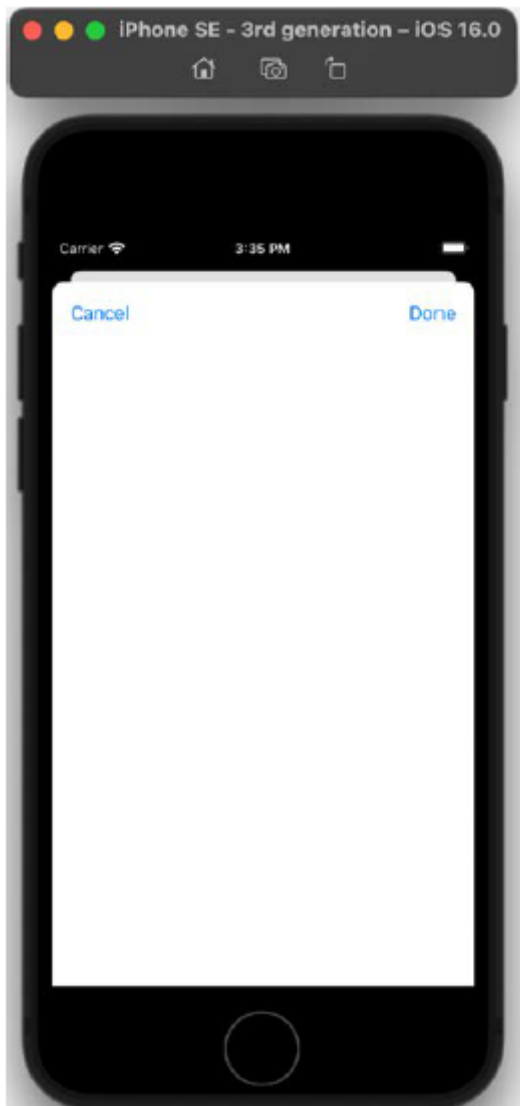 iPhone SE - 3rd generation – iOS 16.0
Carrier 3:35 PM
Cancel Done